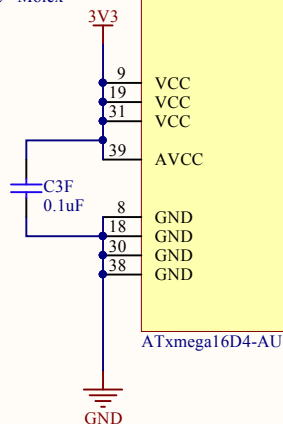 Molex
3V3
9 VCC
19 VCC
31 VCC
39 AVCC
C3F
0.1uF
8 GND
18 GND
30 GND
38 GND
ATxmega16D4-AU
GND